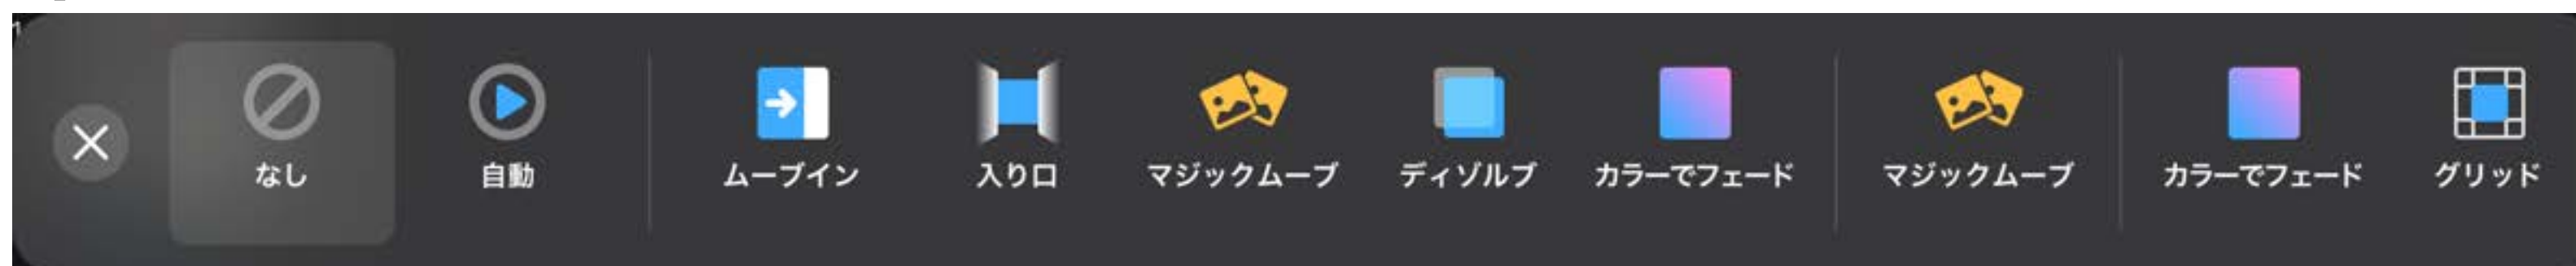 なし
自動
ムーブイン
入り口
マジックムーブ
ディゾルブ
カラーでフェード
マジックムーブ
カラーでフェード
グリッド